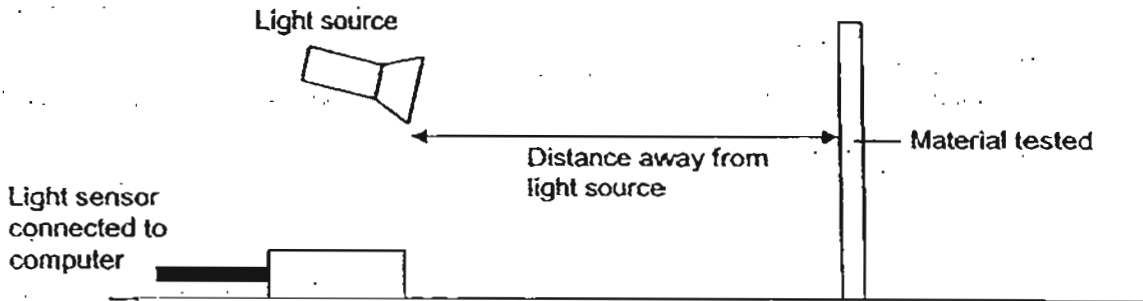 Light source
Distance away from
light source
Material tested
Light sensor
connected to
computer